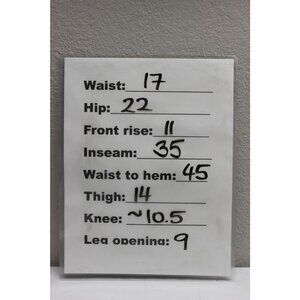 Waist: 17
Hip: 22
Front rise: 11
Inseam: 35
Waist to hem: 45
Thigh: 14
Knee: ~10.5
Leg opening: 9